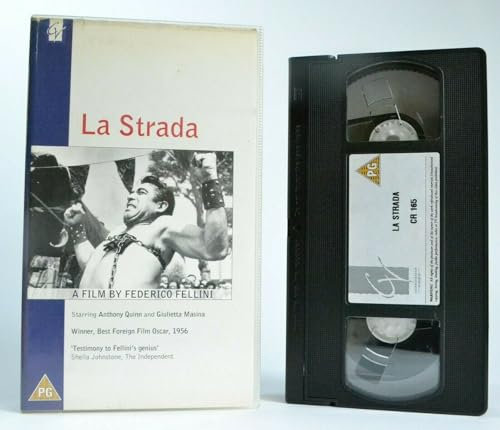 La Strada
A FILM BY FEDERICO FELLINI
Starring Anthony Quinn and Giulietta Masina
Winner, Best Foreign Film Oscar, 1956
'Testimony to Fellini's genius'
Sheila Johnstone, The Independent.
PG
PG
LA STRADA
CR 165